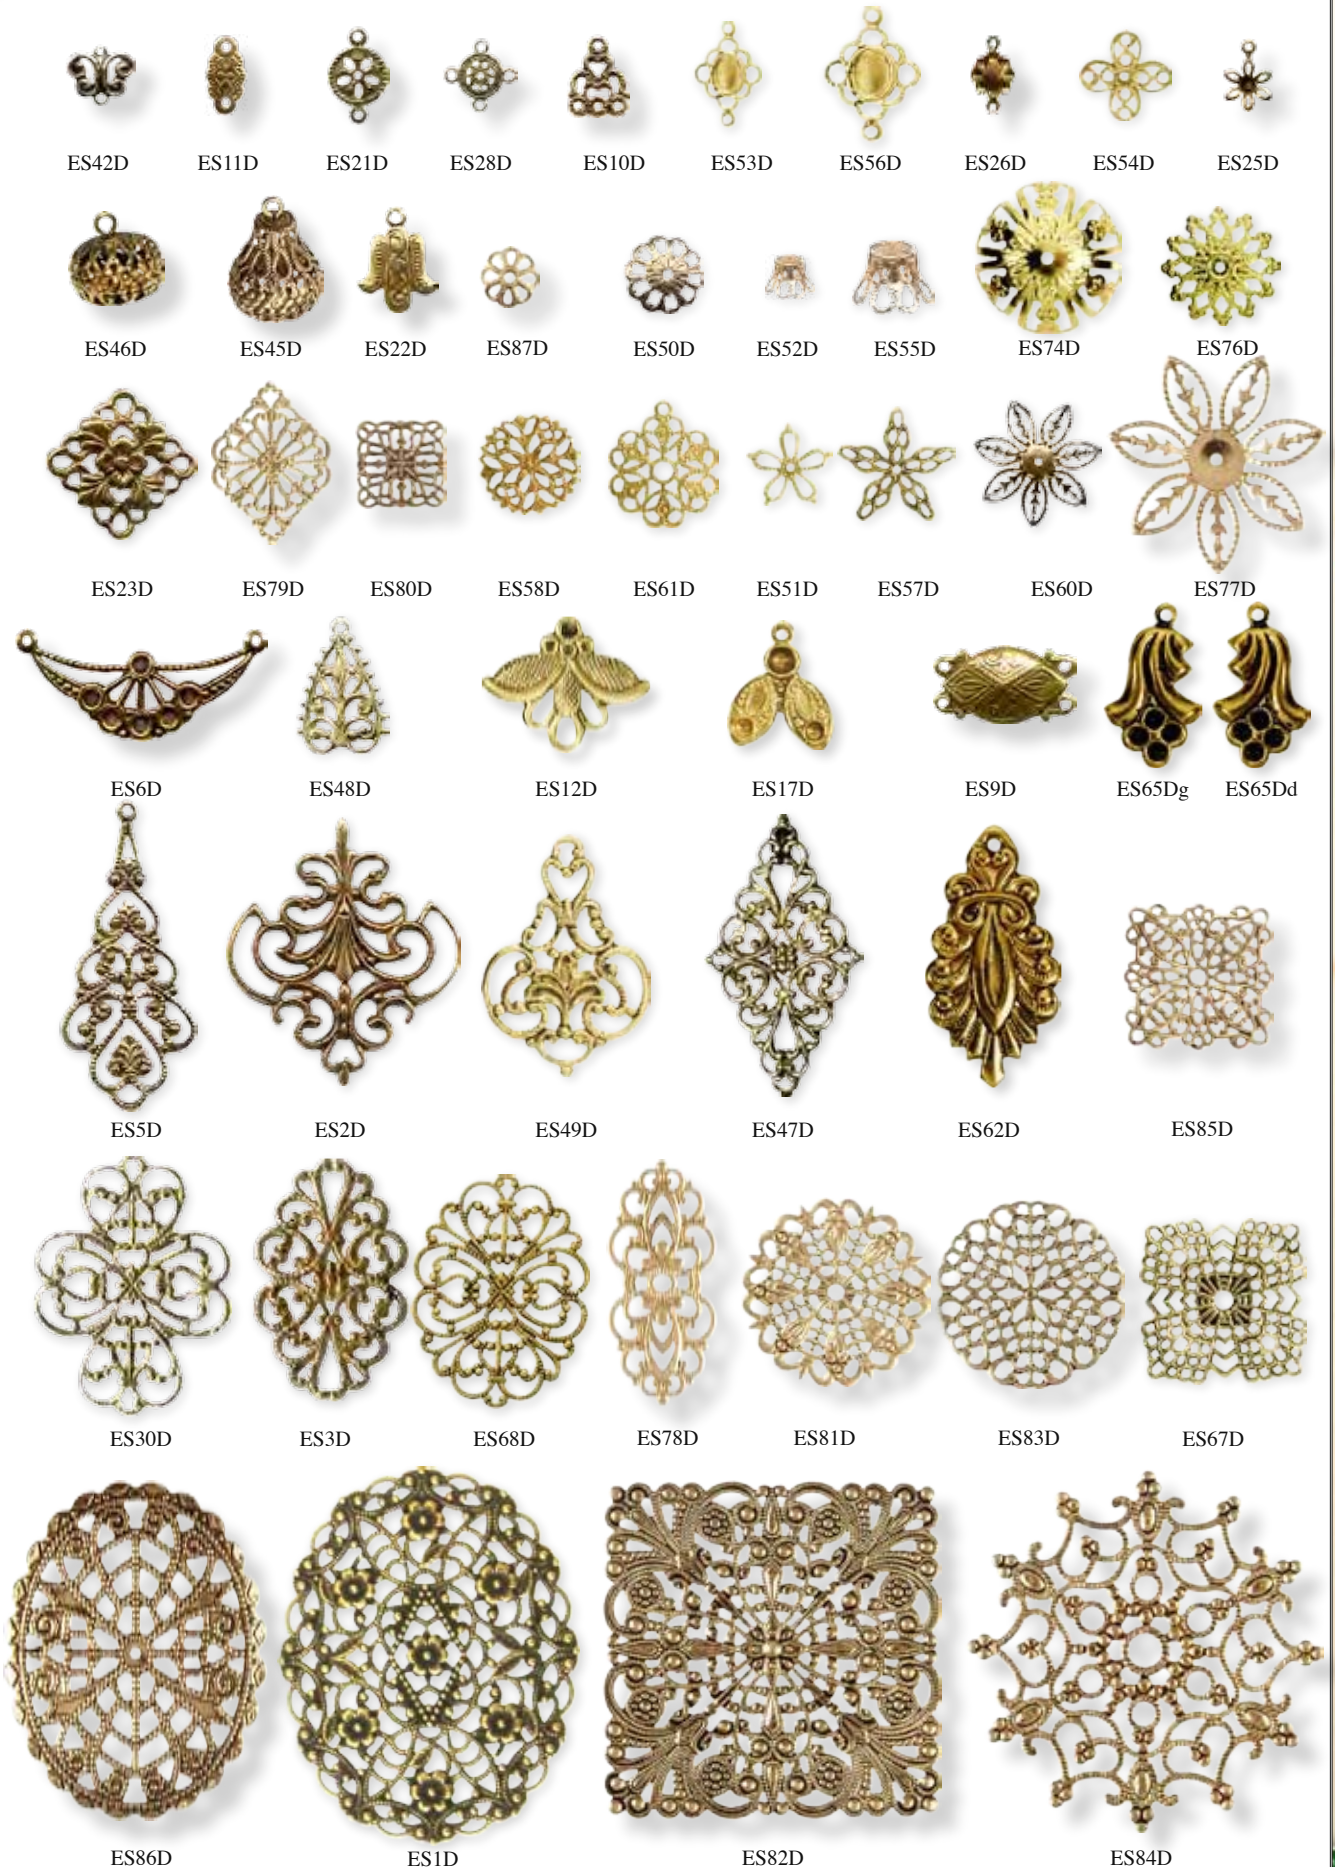 ES42D ES11D ES21D ES28D ES10D ES53D ES56D ES26D ES54D ES25D
ES46D ES45D ES22D ES87D ES50D ES52D ES55D ES74D ES76D
ES23D ES79D ES80D ES58D ES61D ES51D ES57D ES60D ES77D
ES6D ES48D ES12D ES17D ES9D ES65Dg ES65Dd
ES5D ES2D ES49D ES47D ES62D ES85D
ES30D ES3D ES68D ES78D ES81D ES83D ES67D
ES86D ES1D ES82D ES84D